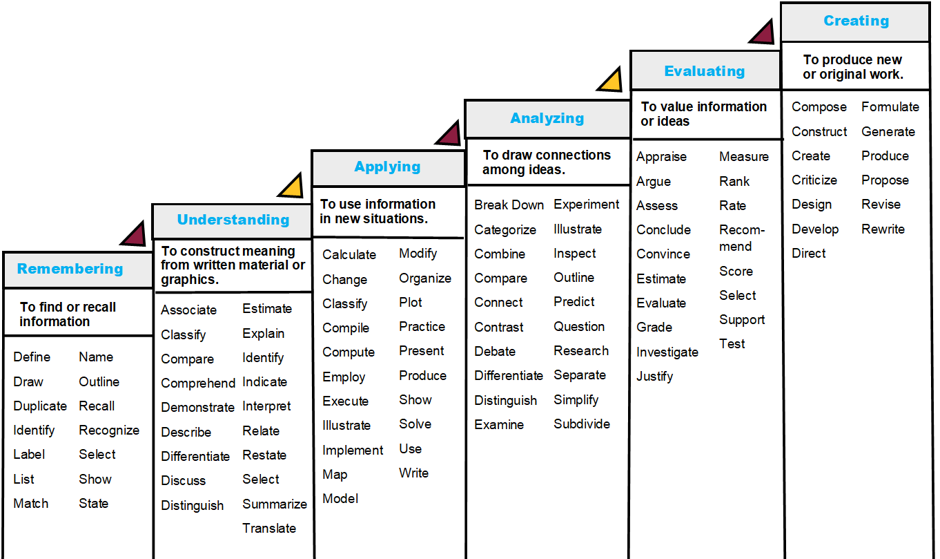 Remembering
To find or recall
information
Define
Draw
Duplicate
Identify
Label
List
Match
Name
Outline
Recall
Recognize
Select
Show
State
Understanding
To construct meaning
from written material or
graphics.
Associate
Classify
Compare
Comprehend
Demonstrate
Describe
Differentiate
Discuss
Distinguish
Estimate
Explain
Identify
Indicate
Interpret
Relate
Restate
Select
Summarize
Translate
Applying
To use information
in new situations.
Calculate
Change
Classify
Compile
Compute
Employ
Execute
Illustrate
Implement
Map
Model
Modify
Organize
Plot
Practice
Present
Produce
Show
Solve
Use
Write
Analyzing
To draw connections
among ideas.
Break Down
Categorize
Combine
Compare
Connect
Contrast
Debate
Differentiate
Distinguish
Examine
Experiment
Illustrate
Inspect
Outline
Predict
Question
Research
Separate
Simplify
Subdivide
Evaluating
To value information
or ideas
Appraise
Argue
Assess
Conclude
Convince
Estimate
Evaluate
Grade
Investigate
Justify
Measure
Rank
Rate
Recom-
mend
Score
Select
Support
Test
Creating
To produce new
or original work.
Compose
Construct
Create
Criticize
Design
Develop
Direct
Formulate
Generate
Produce
Propose
Revise
Rewrite